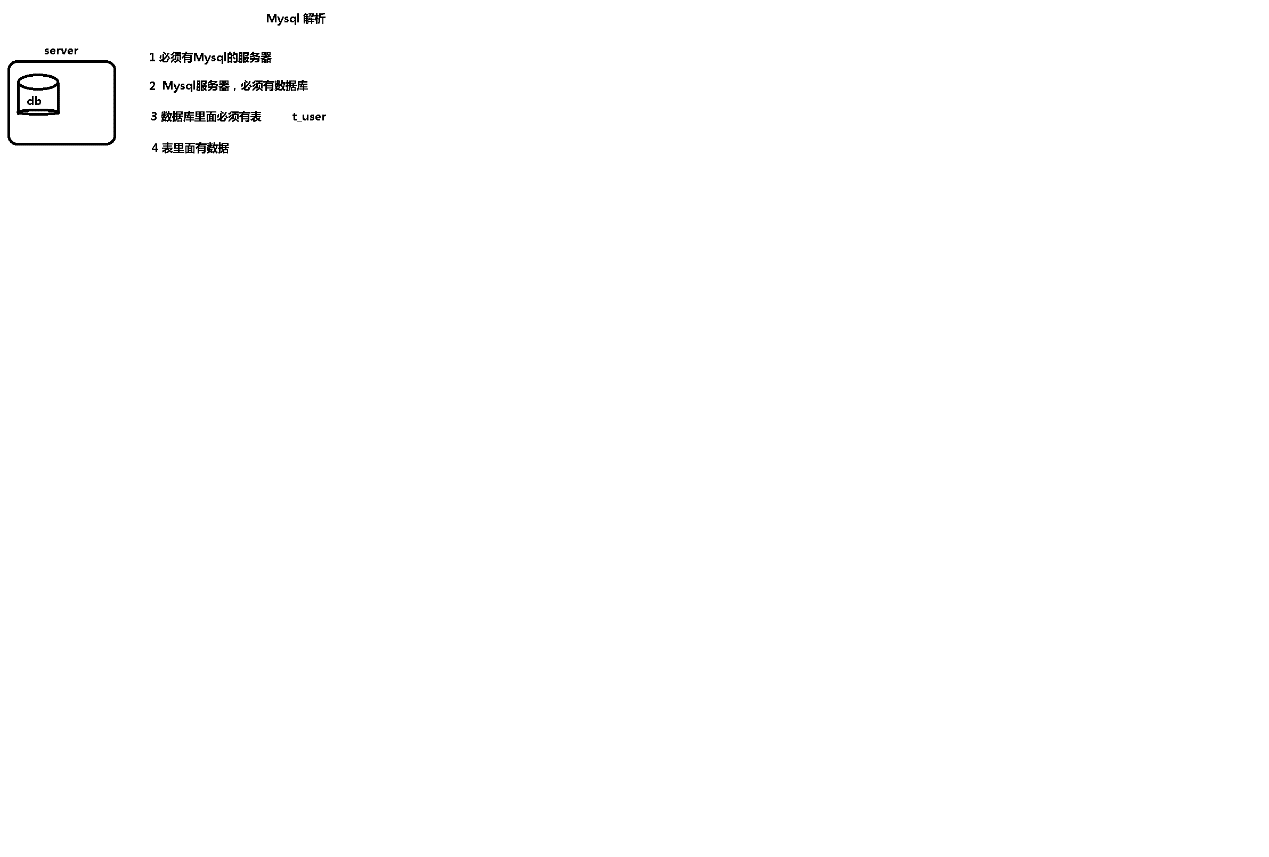 Mysql 解析
server
1 必须有Mysql的服务器
2 Mysql服务器，必须有数据库
db
3 数据库里面必须有表 t_user
4 表里面有数据